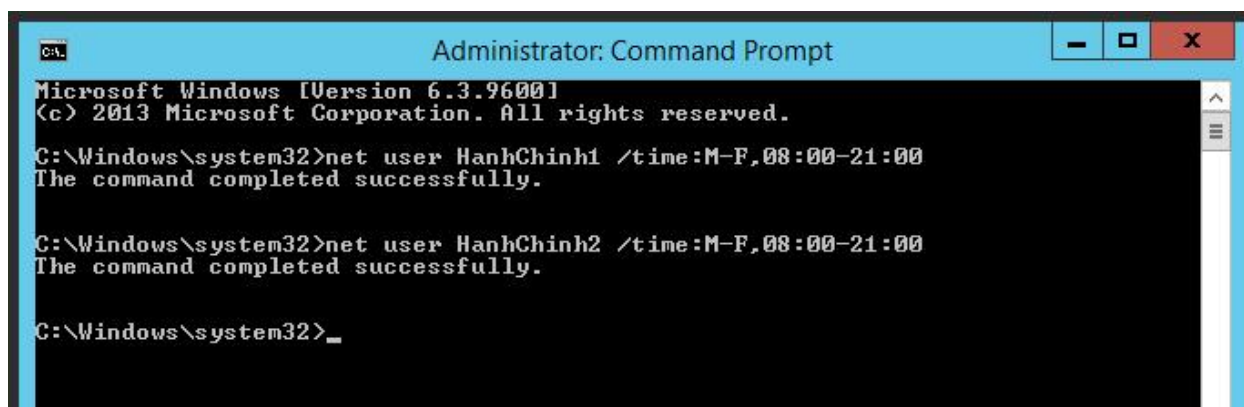 Administrator: Command Prompt
Microsoft Windows [Version 6.3.9600]
(c) 2013 Microsoft Corporation. All rights reserved.
C:\Windows\system32>net user HanhChinh1 /time:M-F,08:00-21:00
The command completed successfully.
C:\Windows\system32>net user HanhChinh2 /time:M-F,08:00-21:00
The command completed successfully.
C:\Windows\system32>_